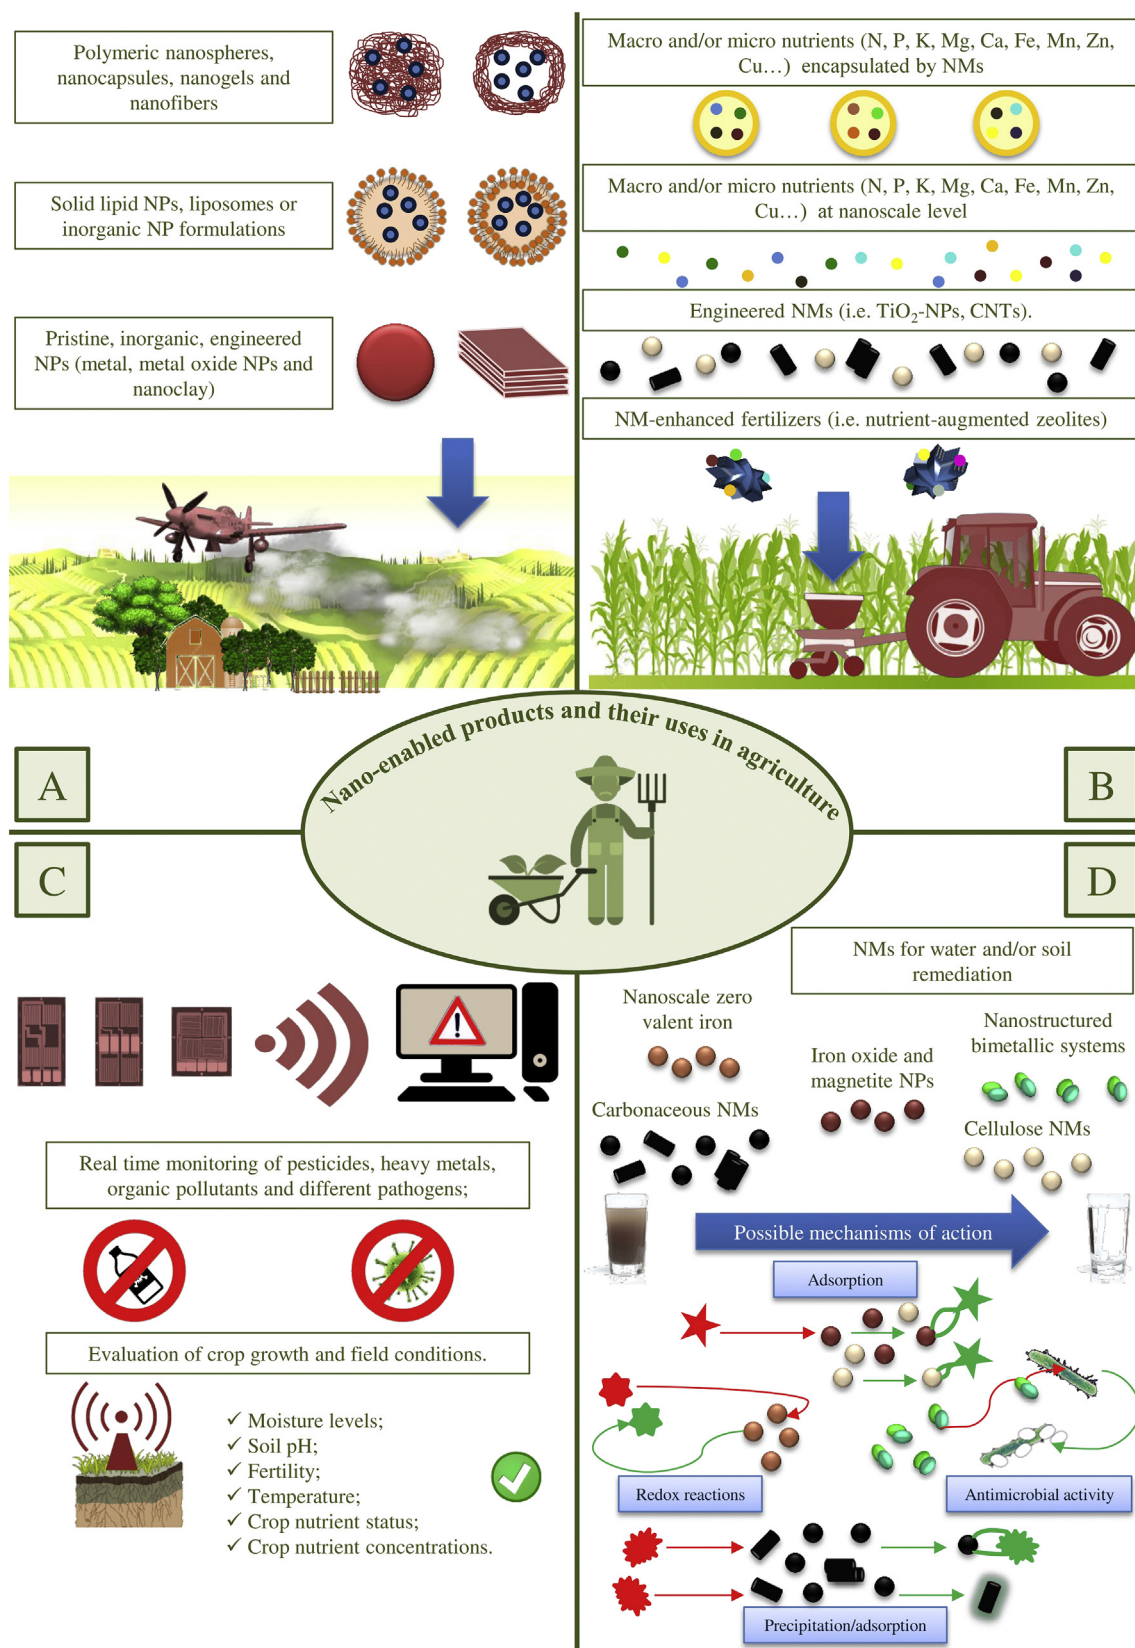 Polymeric nanospheres,
nanocapsules, nanogels and
nanofibers
Solid lipid NPs, liposomes or
inorganic NP formulations
Pristine, inorganic, engineered
NPs (metal, metal oxide NPs and
nanoclay)
Macro and/or micro nutrients (N, P, K, Mg, Ca, Fe, Mn, Zn,
Cu…) encapsulated by NMs
Macro and/or micro nutrients (N, P, K, Mg, Ca, Fe, Mn, Zn,
Cu…) at nanoscale level
Engineered NMs (i.e. TiO₂-NPs, CNTs).
NM-enhanced fertilizers (i.e. nutrient-augmented zeolites)
Nano-enabled products and their uses in agriculture
A
B
C
D
Real time monitoring of pesticides, heavy metals,
organic pollutants and different pathogens;
Evaluation of crop growth and field conditions.
✓ Moisture levels;
✓ Soil pH;
✓ Fertility;
✓ Temperature;
✓ Crop nutrient status;
✓ Crop nutrient concentrations.
NMs for water and/or soil
remediation
Nanoscale zero
valent iron
Iron oxide and
magnetite NPs
Nanostructured
bimetallic systems
Carbonaceous NMs
Cellulose NMs
Possible mechanisms of action
Adsorption
Redox reactions
Antimicrobial activity
Precipitation/adsorption